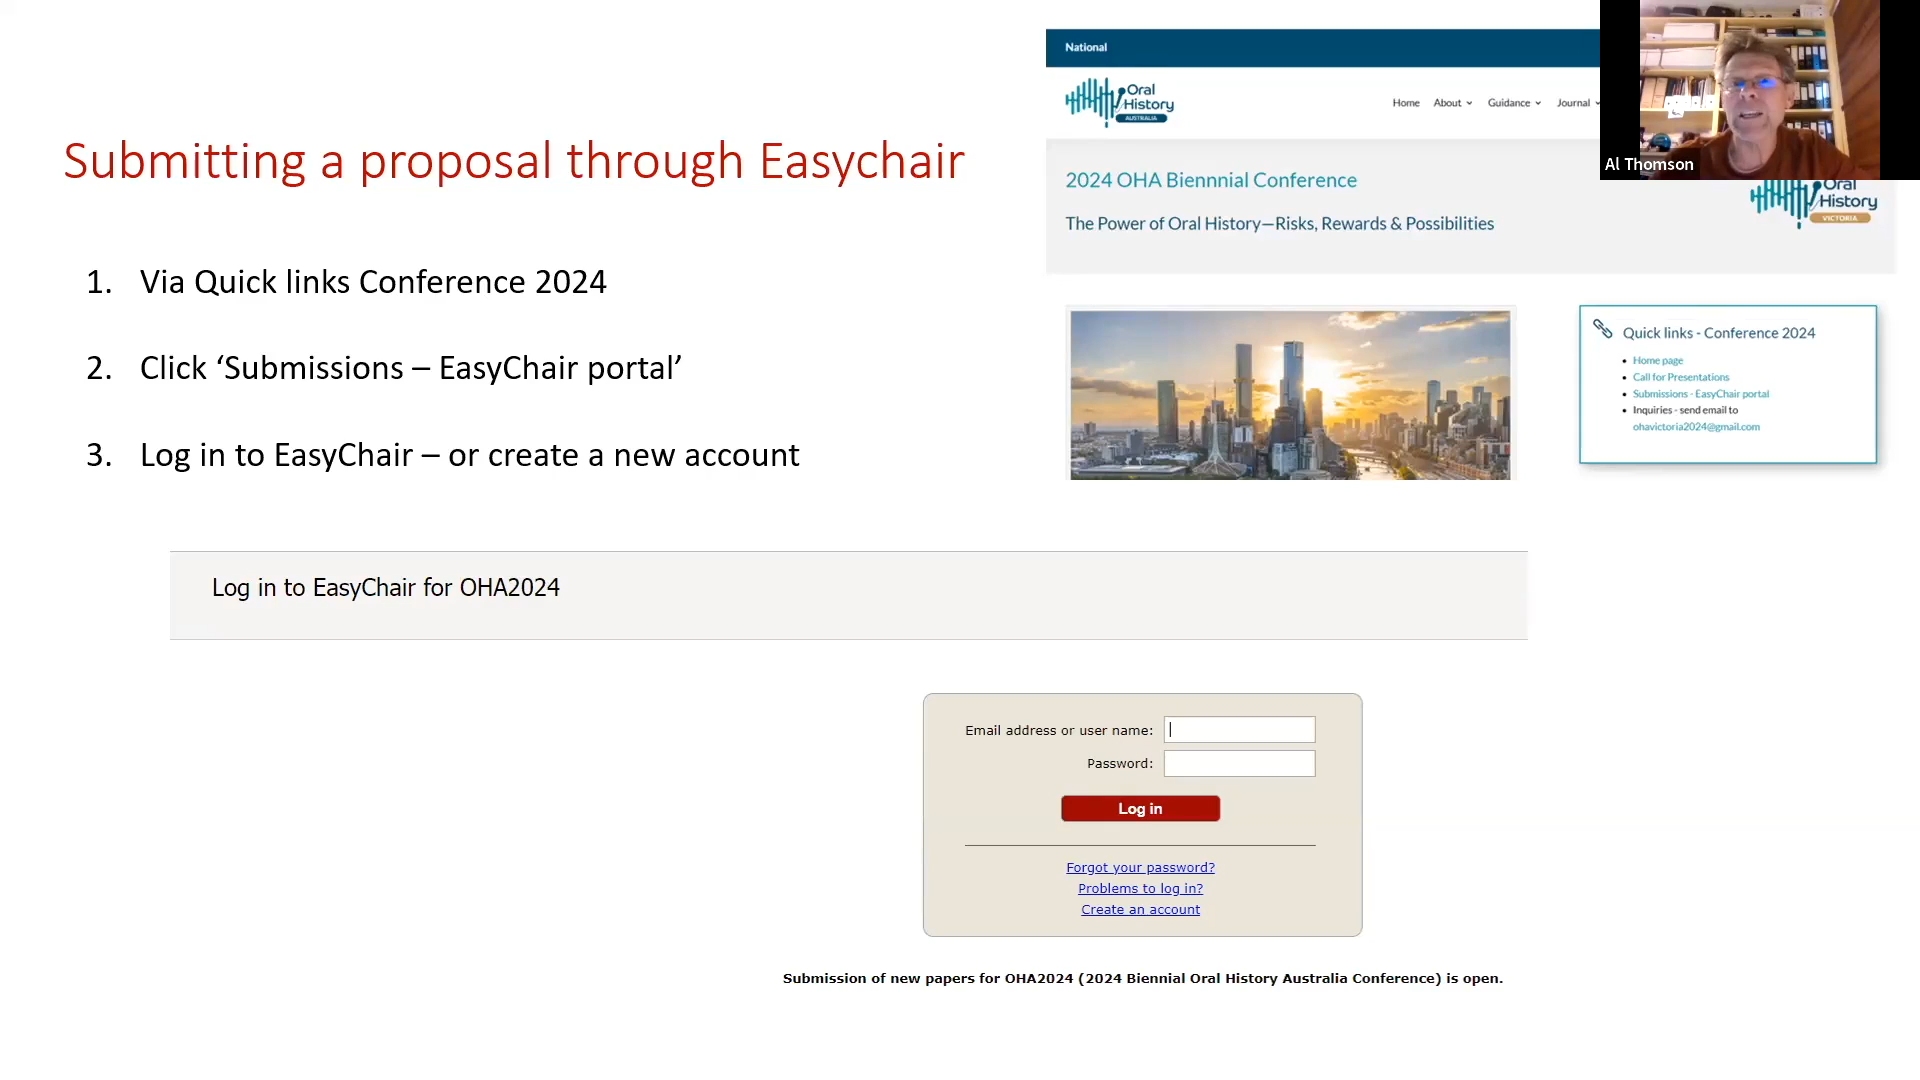 Submitting a proposal through Easychair
1. Via Quick links Conference 2024
2. Click ‘Submissions – EasyChair portal’
3. Log in to EasyChair – or create a new account
National
Oral
History
AUSTRALIA
Home About Guidance Journal
Al Thomson
2024 OHA Biennnial Conference
The Power of Oral History—Risks, Rewards & Possibilities
Oral
History
VICTORIA
Quick links - Conference 2024
• Home page
• Call for Presentations
• Submissions - EasyChair portal
• Inquiries - send email to
ohavictoria2024@gmail.com
Log in to EasyChair for OHA2024
Email address or user name:
Password:
Log in
Forgot your password?
Problems to log in?
Create an account
Submission of new papers for OHA2024 (2024 Biennial Oral History Australia Conference) is open.